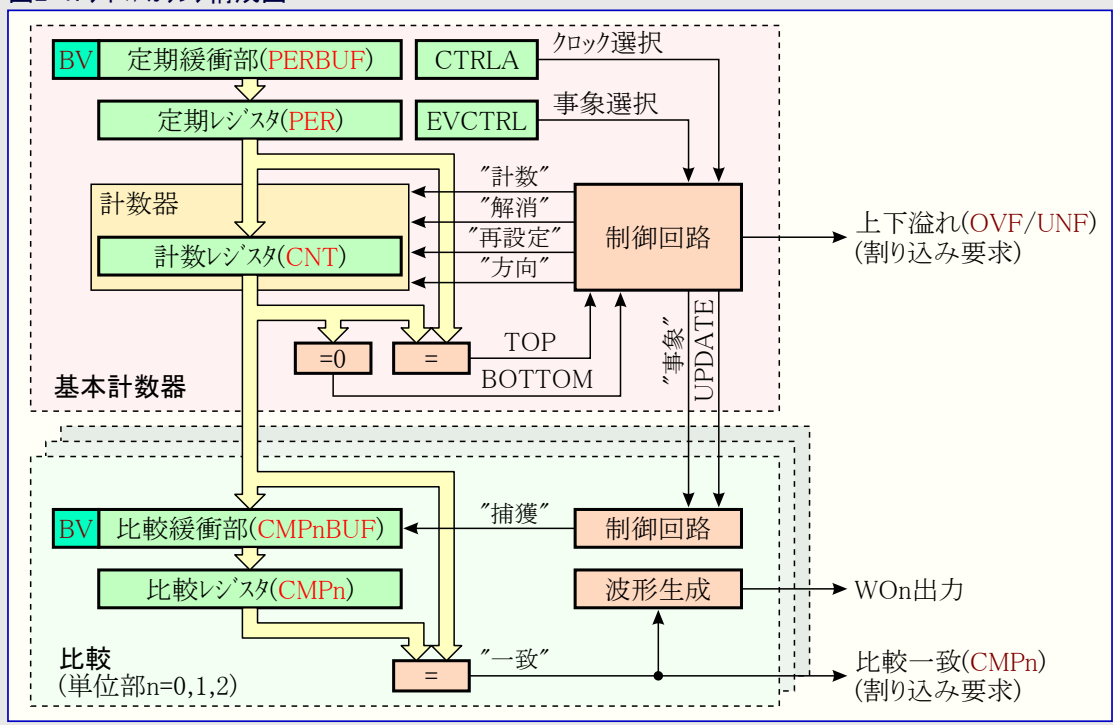 BV 定期緩衝部(PERBUF)
CTRLA
クロック選択
定期レジスタ(PER)
EVCTRL
事象選択
計数器
計数レジスタ(CNT)
"計数"
"解消"
"再設定"
"方向"
制御回路
上下溢れ(OVF/UNF)
(割り込み要求)
=0
=
TOP
BOTTOM
"事象"
UPDATE
基本計数器
BV 比較緩衝部(CMPnBUF)
"捕獲"
制御回路
比較レジスタ(CMPn)
波形生成
WOn出力
比較
(単位部n=0,1,2)
=
"一致"
比較一致(CMPn)
(割り込み要求)